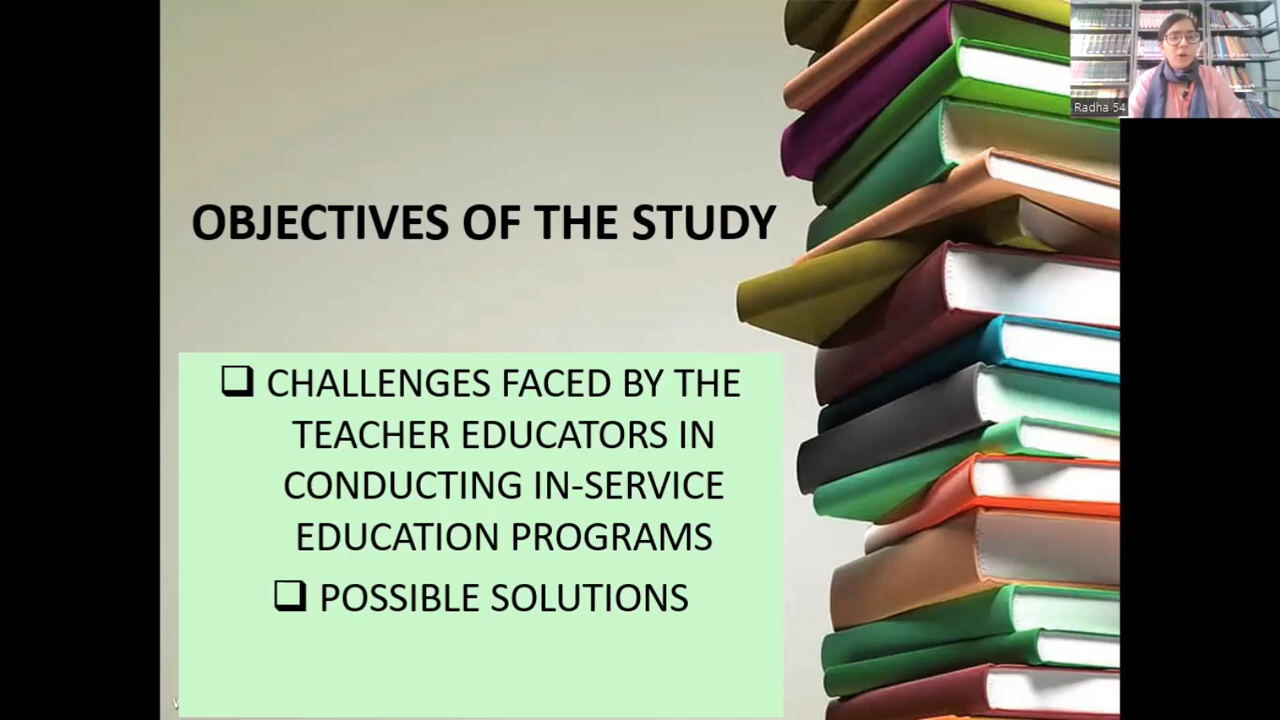 Radha 54
OBJECTIVES OF THE STUDY
❑ CHALLENGES FACED BY THE
TEACHER EDUCATORS IN
CONDUCTING IN-SERVICE
EDUCATION PROGRAMS
❑ POSSIBLE SOLUTIONS